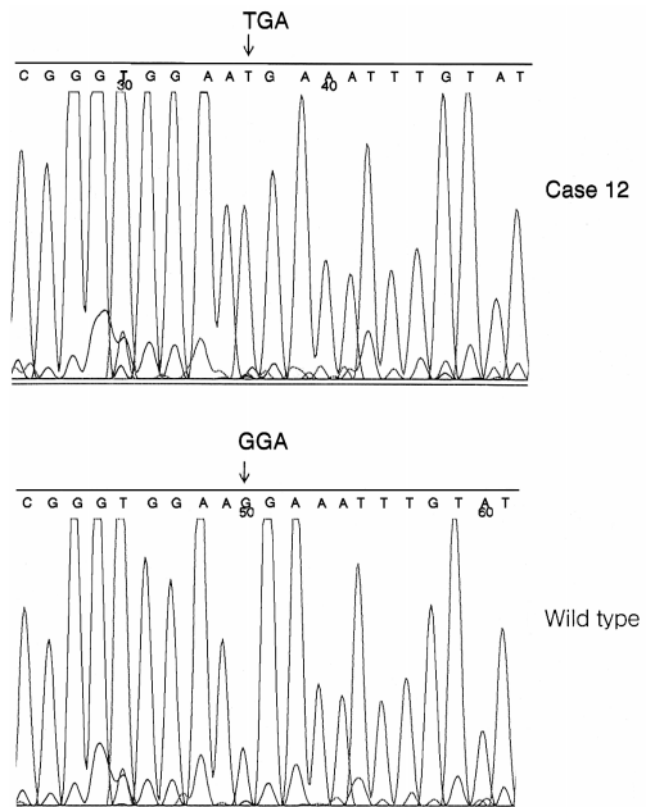 TGA
C G G G T G G A A T G A A A T T T G T A T
30 40
Case 12
GGA
C G G G T G G A A G G A A A T T T G T A T
50 60
Wild type